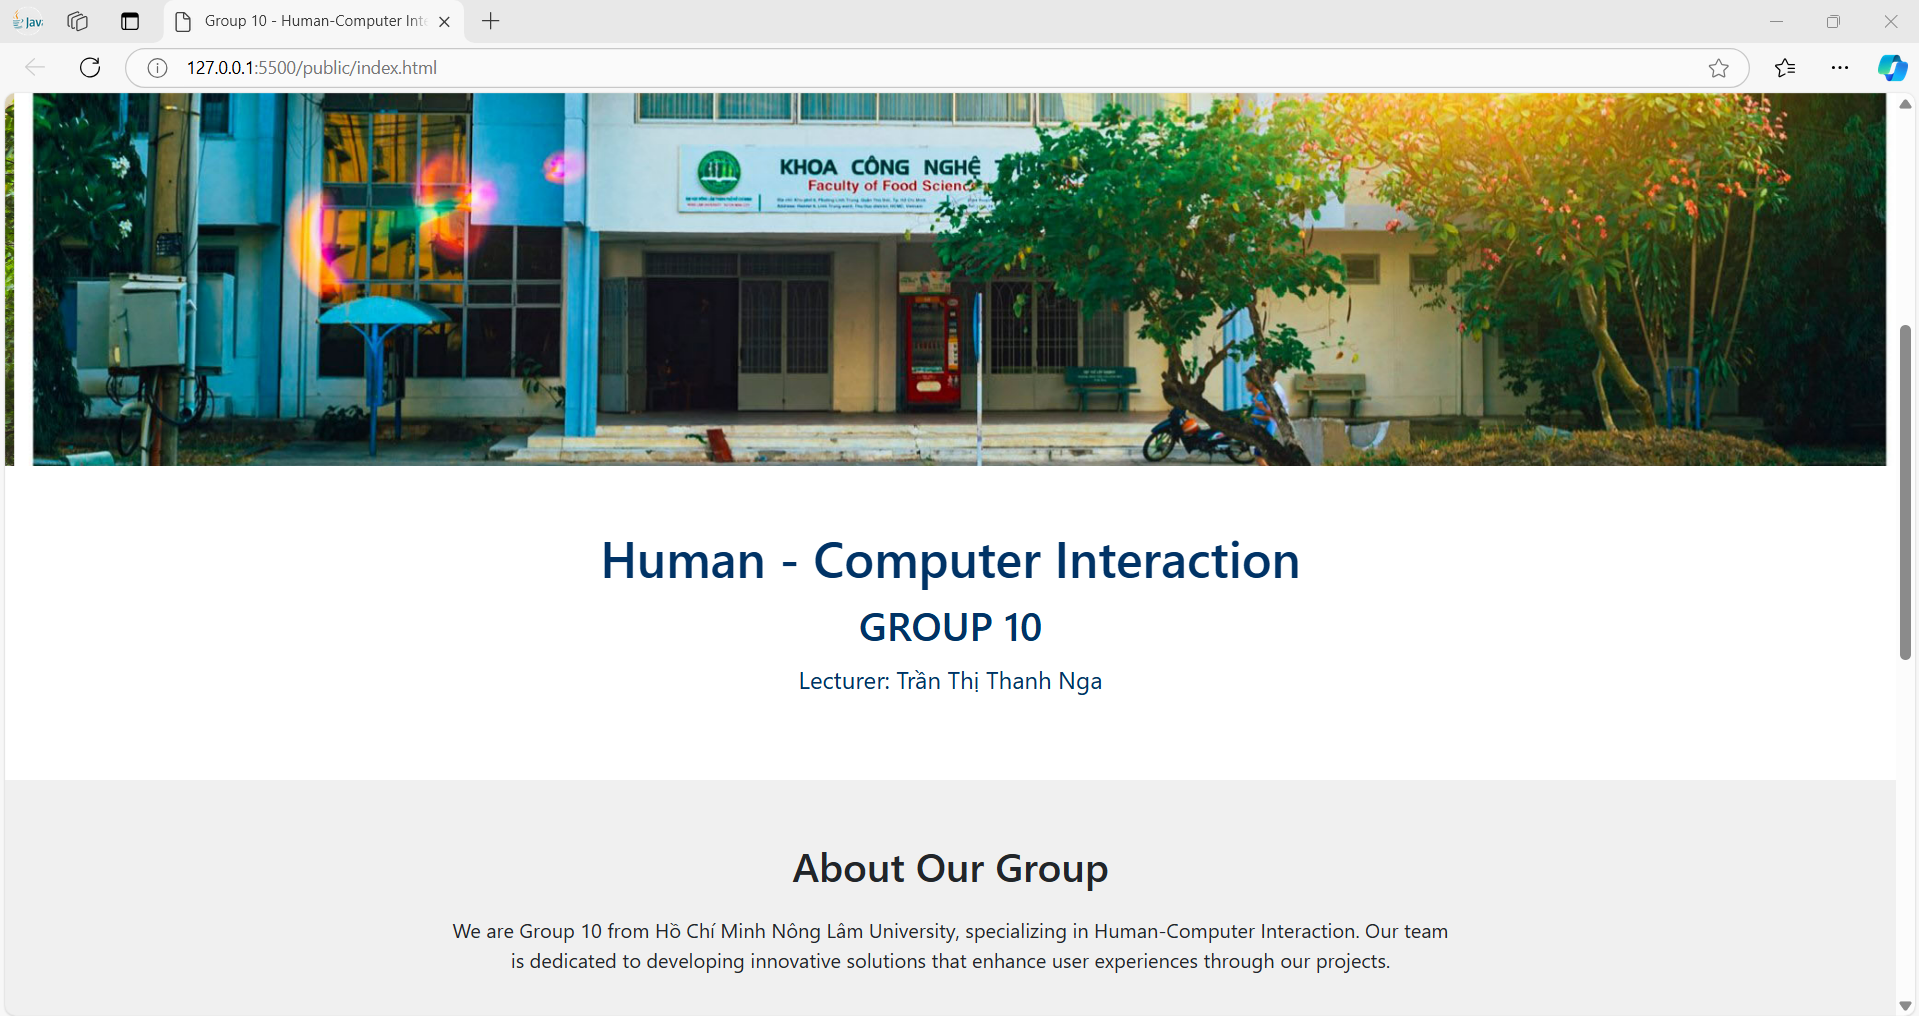 Java
Group 10 - Human-Computer Inte
127.0.0.1:5500/public/index.html
KHOA CÔNG NGHỆ
Faculty of Food Scienc
Human - Computer Interaction
GROUP 10
Lecturer: Trần Thị Thanh Nga
About Our Group
We are Group 10 from Hồ Chí Minh Nông Lâm University, specializing in Human-Computer Interaction. Our team
is dedicated to developing innovative solutions that enhance user experiences through our projects.